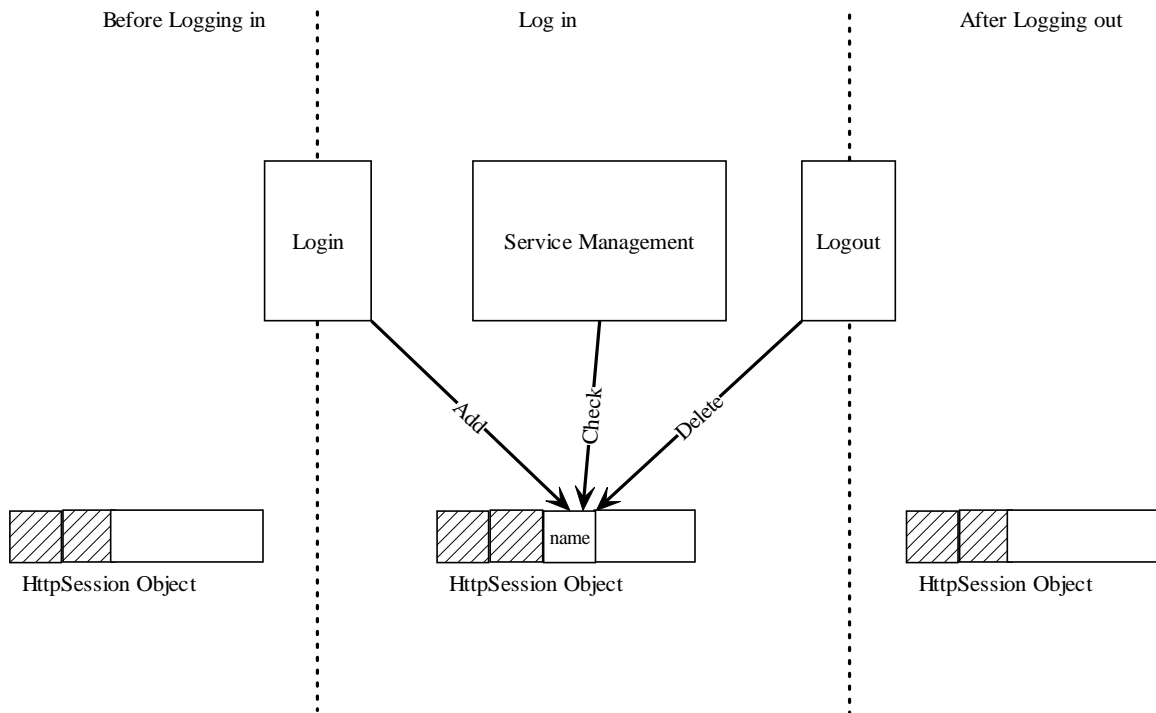 Before Logging in
Log in
After Logging out
Login
Service Management
Logout
Add
Check
Delete
name
HttpSession Object
HttpSession Object
HttpSession Object